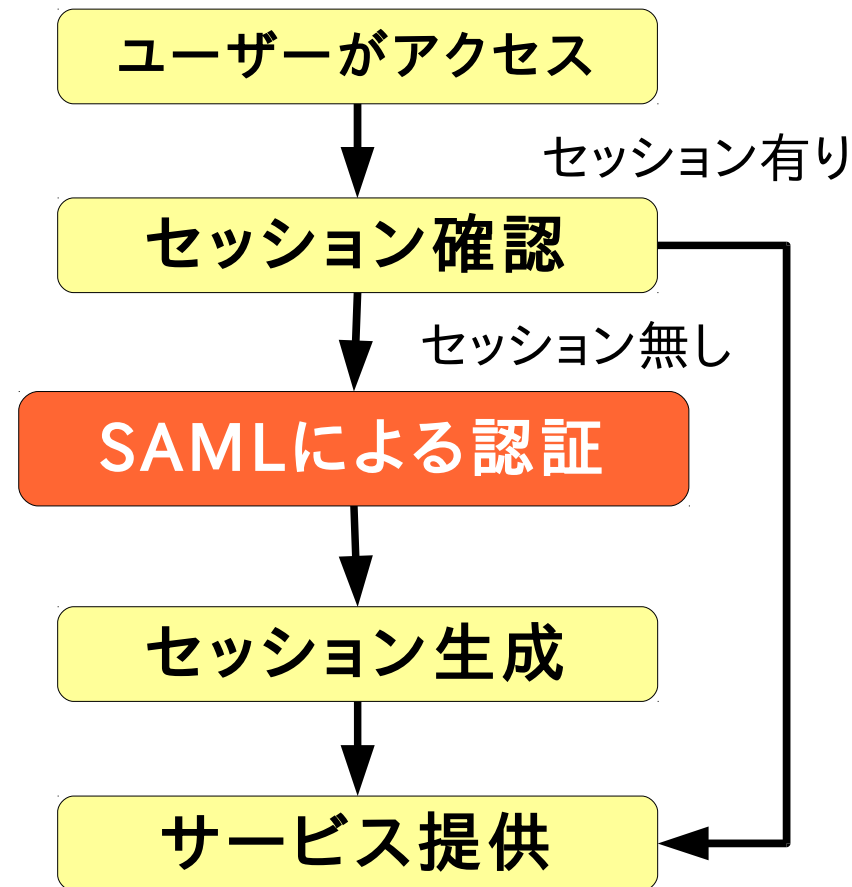 ユーザーがアクセス
セッション有り
セッション確認
セッション無し
SAMLによる認証
セッション生成
サービス提供